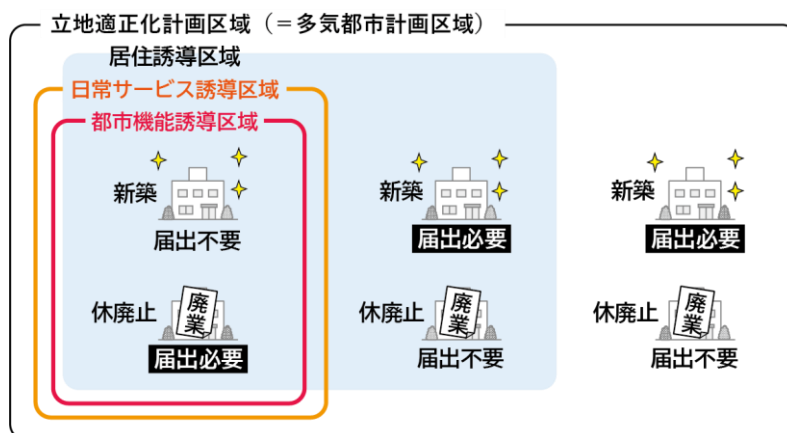 立地適正化計画区域（＝多気都市計画区域）
居住誘導区域
日常サービス誘導区域
都市機能誘導区域
新築
届出不要
新築
届出必要
新築
届出必要
休廃止
廃業
届出必要
休廃止
廃業
届出不要
休廃止
廃業
届出不要